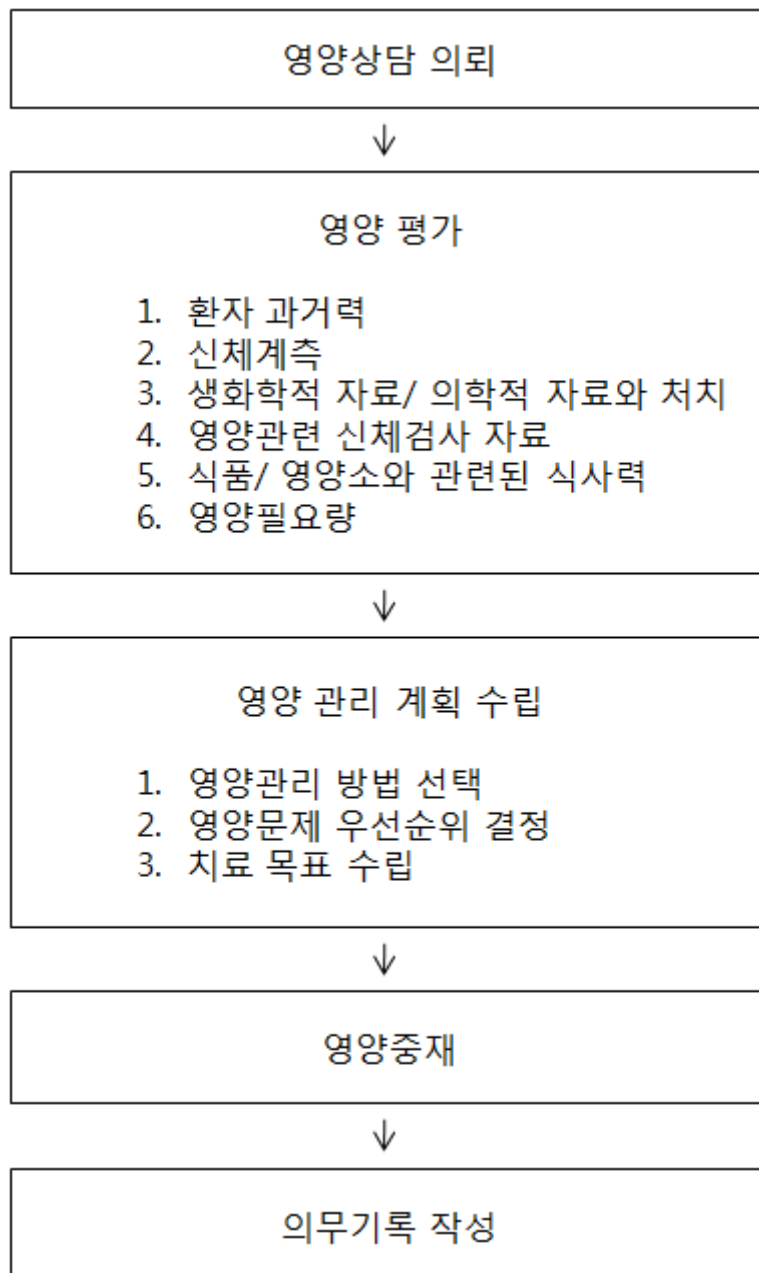 영양상담 의뢰
↓
영양 평가
1. 환자 과거력
2. 신체계측
3. 생화학적 자료/ 의학적 자료와 처치
4. 영양관련 신체검사 자료
5. 식품/ 영양소와 관련된 식사력
6. 영양필요량
↓
영양 관리 계획 수립
1. 영양관리 방법 선택
2. 영양문제 우선순위 결정
3. 치료 목표 수립
↓
영양중재
↓
의무기록 작성